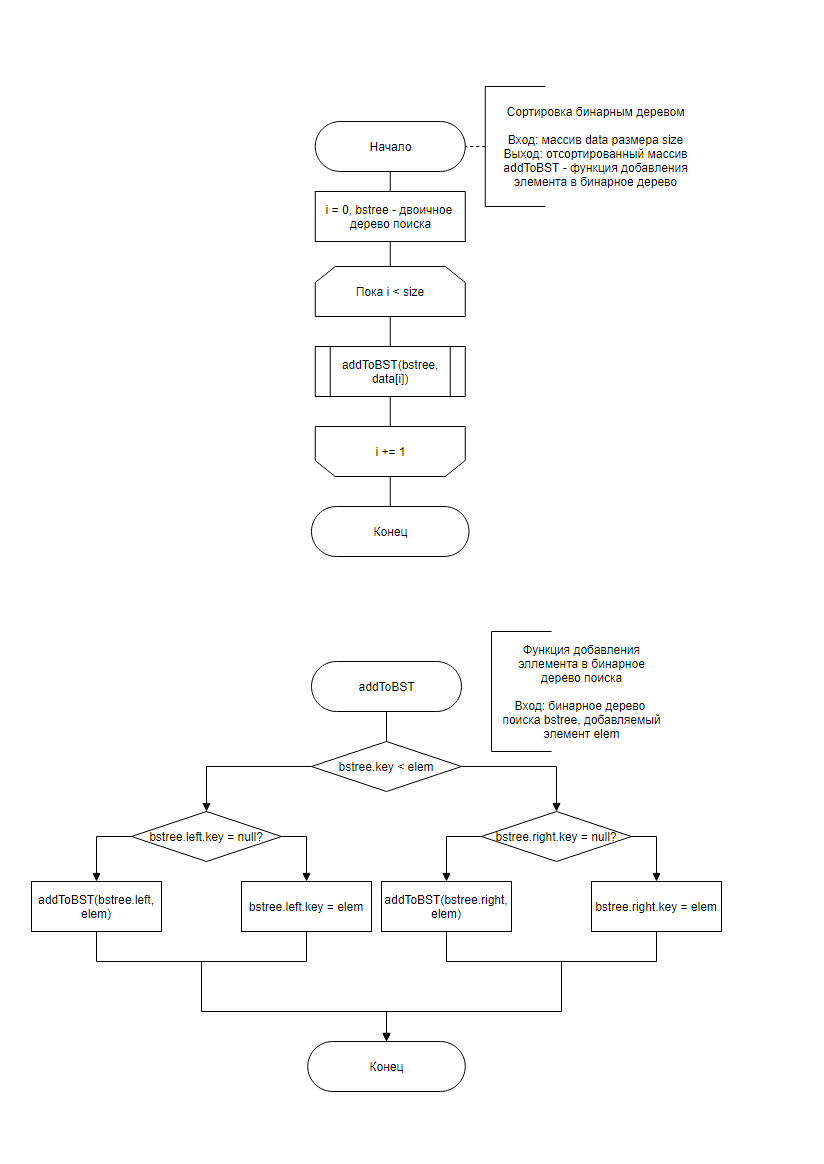 Сортировка бинарным деревом
Вход: массив data размера size
Выход: отсортированный массив
addToBST - функция добавления
элемента в бинарное дерево
Начало
i = 0, bstree - двоичное
дерево поиска
Пока i < size
addToBST(bstree,
data[i])
i += 1
Конец
Функция добавления
эллемента в бинарное
дерево поиска
Вход: бинарное дерево
поиска bstree, добавляемый
элемент elem
addToBST
bstree.key < elem
bstree.left.key = null?
bstree.right.key = null?
addToBST(bstree.left,
elem)
bstree.left.key = elem
addToBST(bstree.right,
elem)
bstree.right.key = elem
Конец